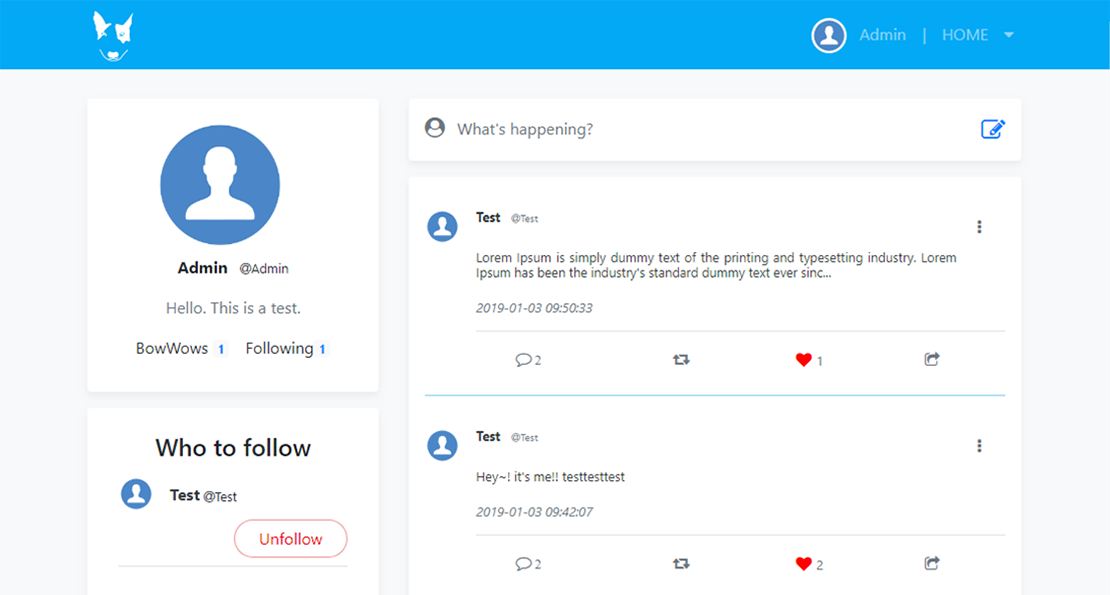 Admin | HOME
Admin @Admin
Hello. This is a test.
BowWows 1 Following 1
Who to follow
Test @Test
Unfollow
What's happening?
Test @Test
Lorem Ipsum is simply dummy text of the printing and typesetting industry. Lorem
Ipsum has been the industry's standard dummy text ever sinc...
2019-01-03 09:50:33
2 1
Test @Test
Hey~! it's me!! testtesttest
2019-01-03 09:42:07
2 2